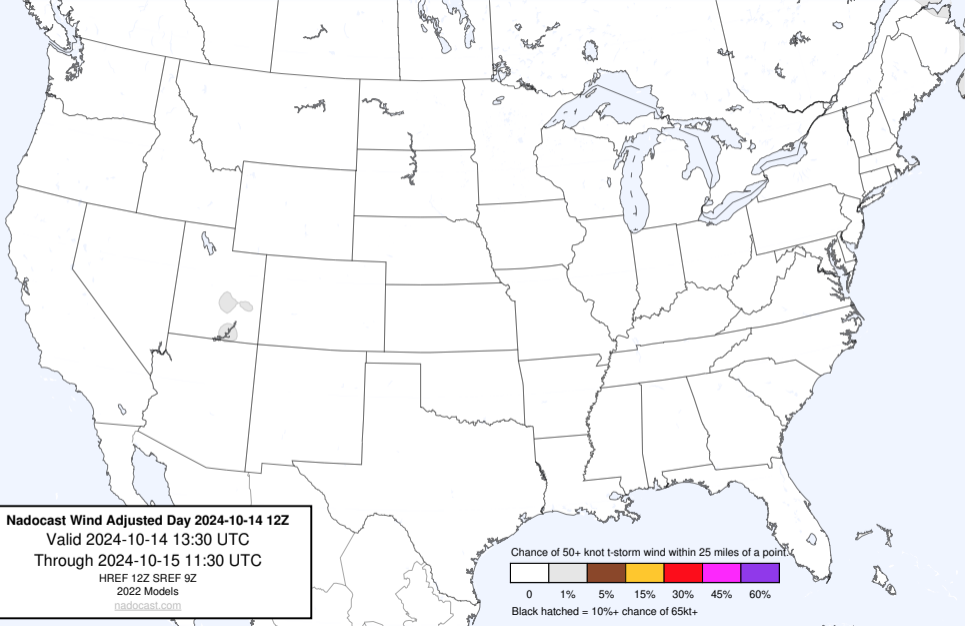 Nadocast Wind Adjusted Day 2024-10-14 12Z
Valid 2024-10-14 13:30 UTC
Through 2024-10-15 11:30 UTC
HREF 12Z SREF 9Z
2022 Models
nadocast.com
Chance of 50+ knot t-storm wind within 25 miles of a point.
0 1% 5% 15% 30% 45% 60%
Black hatched = 10%+ chance of 65kt+